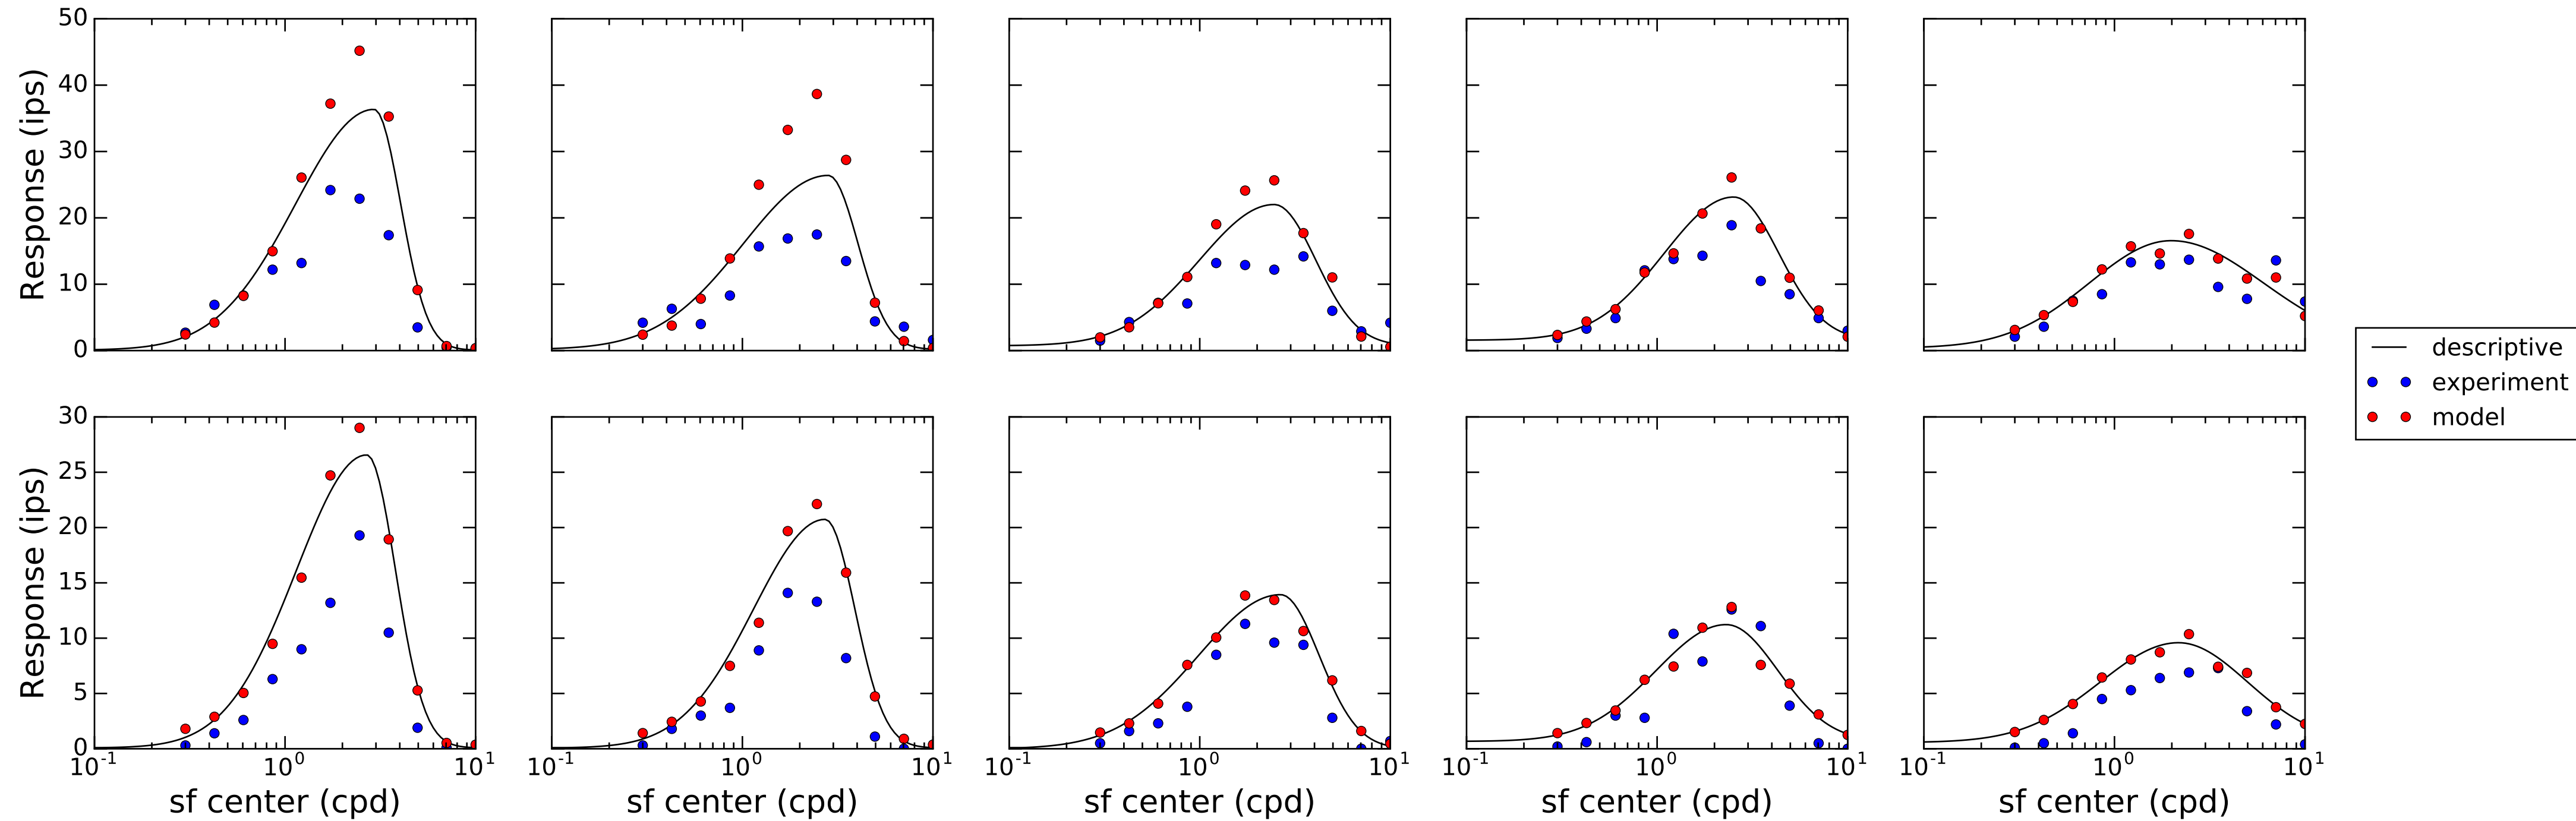 Response (ips)
50
40
30
20
10
0
descriptive
experiment
model
Response (ips)
30
25
20
15
10
5
0
10^-1 10^0 10^1
10^-1 10^0 10^1
10^-1 10^0 10^1
10^-1 10^0 10^1
10^-1 10^0 10^1
sf center (cpd)
sf center (cpd)
sf center (cpd)
sf center (cpd)
sf center (cpd)